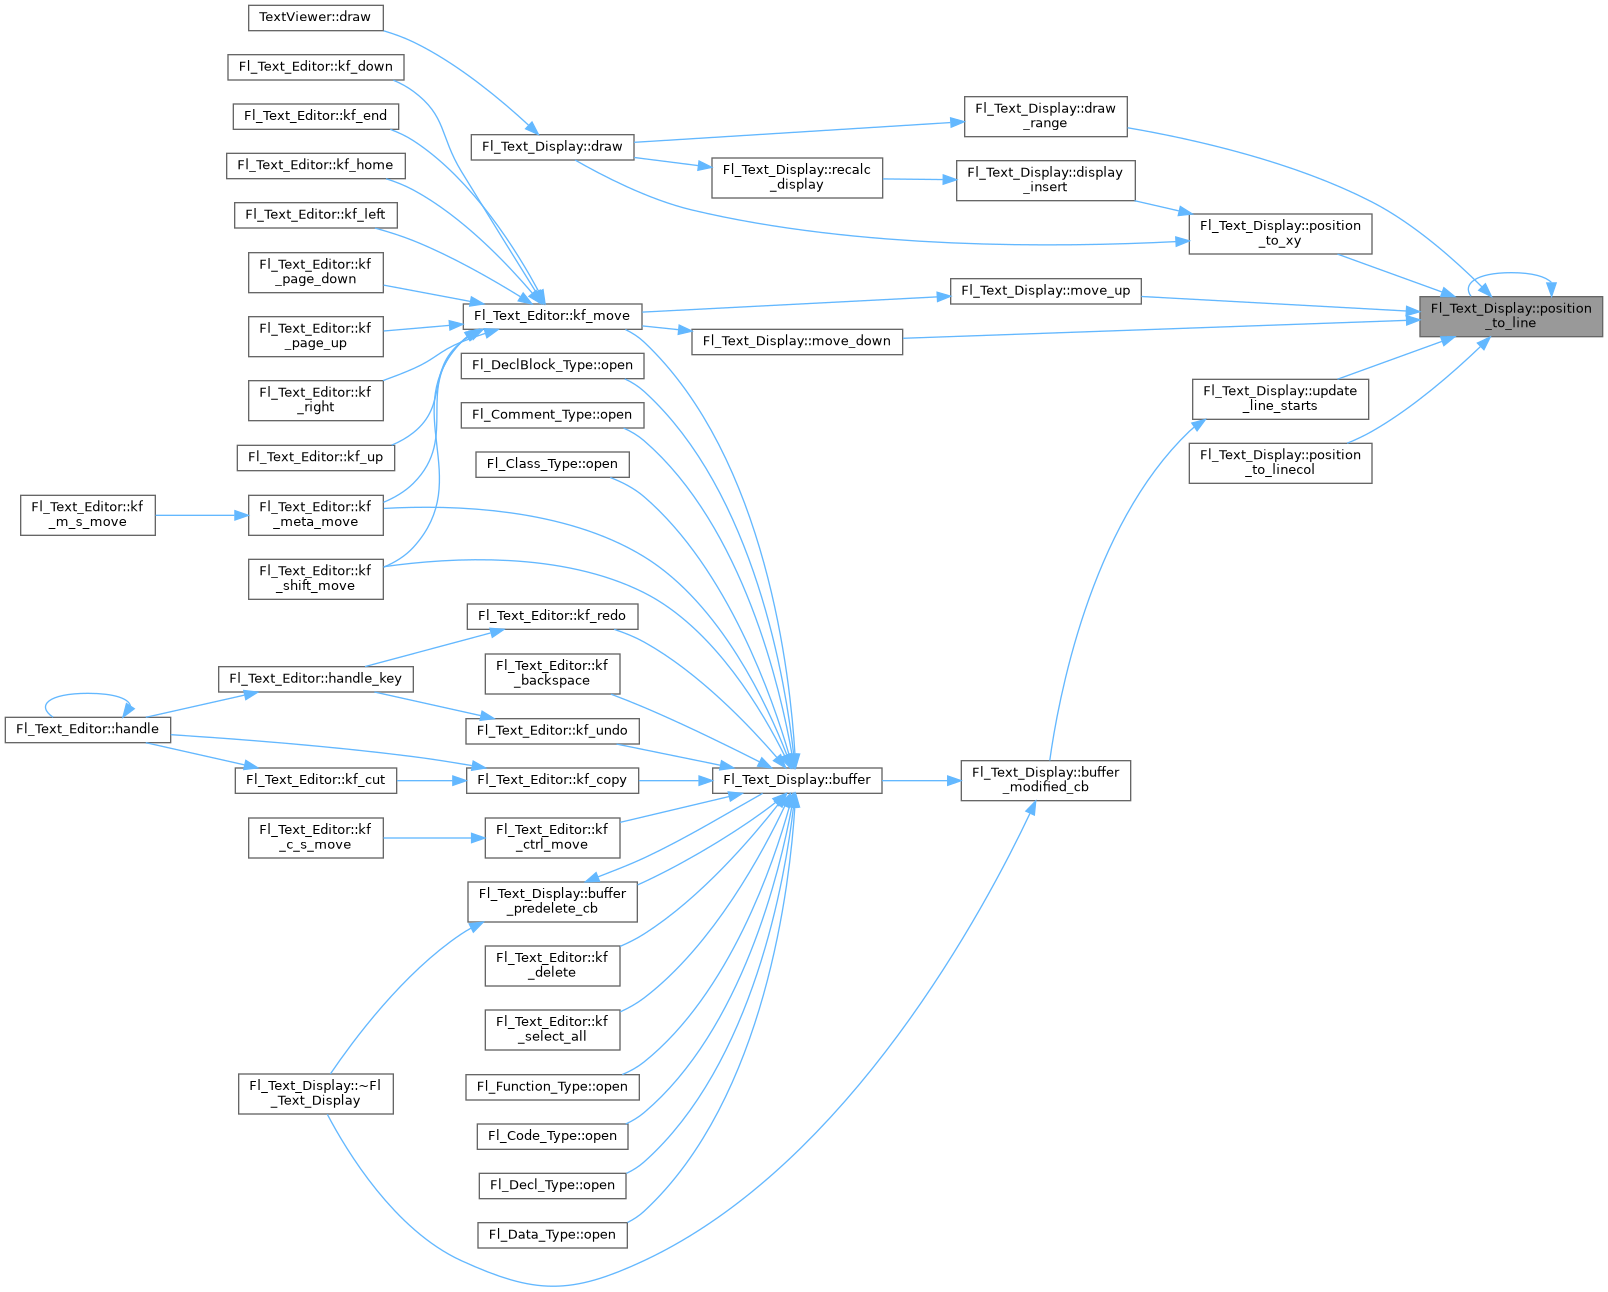 TextViewer::draw
Fl_Text_Editor::kf_down
Fl_Text_Editor::kf_end
Fl_Text_Editor::kf_home
Fl_Text_Editor::kf_left
Fl_Text_Editor::kf
_page_down
Fl_Text_Editor::kf
_page_up
Fl_Text_Editor::kf
_right
Fl_Text_Editor::kf_up
Fl_Text_Editor::kf
_m_s_move
Fl_Text_Editor::kf
_meta_move
Fl_Text_Editor::kf
_shift_move
Fl_Text_Editor::handle_key
Fl_Text_Editor::handle
Fl_Text_Editor::kf_cut
Fl_Text_Editor::kf
_c_s_move
Fl_Text_Display::~Fl
_Text_Display
Fl_Text_Display::draw
Fl_Text_Editor::kf_move
Fl_DeclBlock_Type::open
Fl_Comment_Type::open
Fl_Class_Type::open
Fl_Text_Editor::kf_redo
Fl_Text_Editor::kf
_backspace
Fl_Text_Editor::kf_undo
Fl_Text_Editor::kf_copy
Fl_Text_Editor::kf
_ctrl_move
Fl_Text_Display::buffer
_predelete_cb
Fl_Text_Editor::kf
_delete
Fl_Text_Editor::kf
_select_all
Fl_Function_Type::open
Fl_Code_Type::open
Fl_Decl_Type::open
Fl_Data_Type::open
Fl_Text_Display::recalc
_display
Fl_Text_Display::move_down
Fl_Text_Display::buffer
Fl_Text_Display::draw
_range
Fl_Text_Display::display
_insert
Fl_Text_Display::move_up
Fl_Text_Display::buffer
_modified_cb
Fl_Text_Display::position
_to_xy
Fl_Text_Display::update
_line_starts
Fl_Text_Display::position
_to_linecol
Fl_Text_Display::position
_to_line